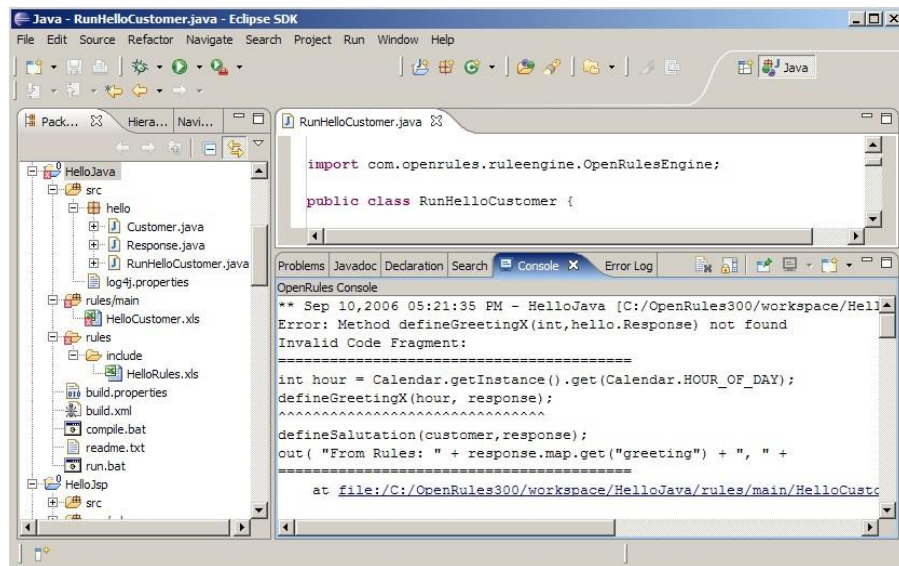 Java - RunHelloCustomer.java - Eclipse SDK
File Edit Source Refactor Navigate Search Project Run Window Help
Java
Pack... Hiera... Navi...
HelloJava
src
hello
Customer.java
Response.java
RunHelloCustomer.java
log4j.properties
rules/main
HelloCustomer.xls
rules
include
HelloRules.xls
build.properties
build.xml
compile.bat
readme.txt
run.bat
HelloJsp
src
RunHelloCustomer.java
import com.openrules.ruleengine.OpenRulesEngine;
public class RunHelloCustomer {
Problems Javadoc Declaration Search Console Error Log
OpenRules Console
** Sep 10,2006 05:21:35 PM - HelloJava [C:/OpenRules300/workspace/Hell
Error: Method defineGreetingX(int,hello.Response) not found
Invalid Code Fragment:
=========================================
int hour = Calendar.getInstance().get(Calendar.HOUR_OF_DAY);
defineGreetingX(hour, response);
^^^^^^^^^^^^^^^^^^^^^^^^^^^^^^^
defineSalutation(customer,response);
out( "From Rules: " + response.map.get("greeting") + ", " +
=========================================
at file:/C:/OpenRules300/workspace/HelloJava/rules/main/HelloCusto